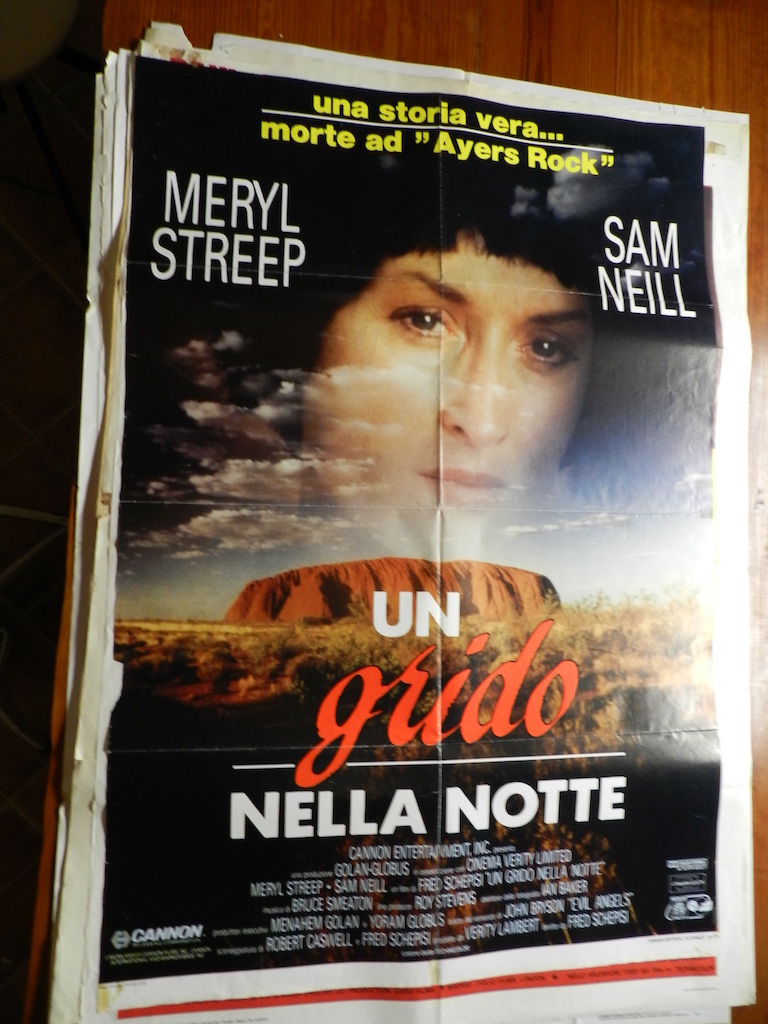 una storia vera...
morte ad "Ayers Rock"
MERYL
STREEP
SAM
NEILL
UN
grido
NELLA NOTTE
CANNON ENTERTAINMENT, INC.
GOLAN-GLOBUS CINEMA VERITY LIMITED
MERYL STREEP • SAM NEILL FRED SCHEPISI "UN GRIDO NELLA NOTTE"
BRUCE SMEATON ROY STEVENS IAN BAKER
MENAHEM GOLAN YORAM GLOBUS JOHN BRYSON "EVIL ANGELS"
ROBERT CASWELL FRED SCHEPISI VERITY LAMBERT FRED SCHEPISI
CANNON